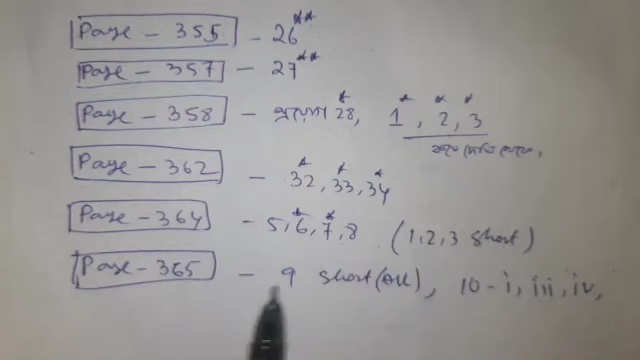 Page - 355 - 26**
Page - 357 - 27**
Page - 358 - 28*, 1*, 2*, 3*
Page - 362 - 32*, 33*, 34*
Page - 364 - 5, 6*, 7*, 8 (1, 2, 3 short)
Page - 365 - 9 short (All), 10 - i, iii, iv,